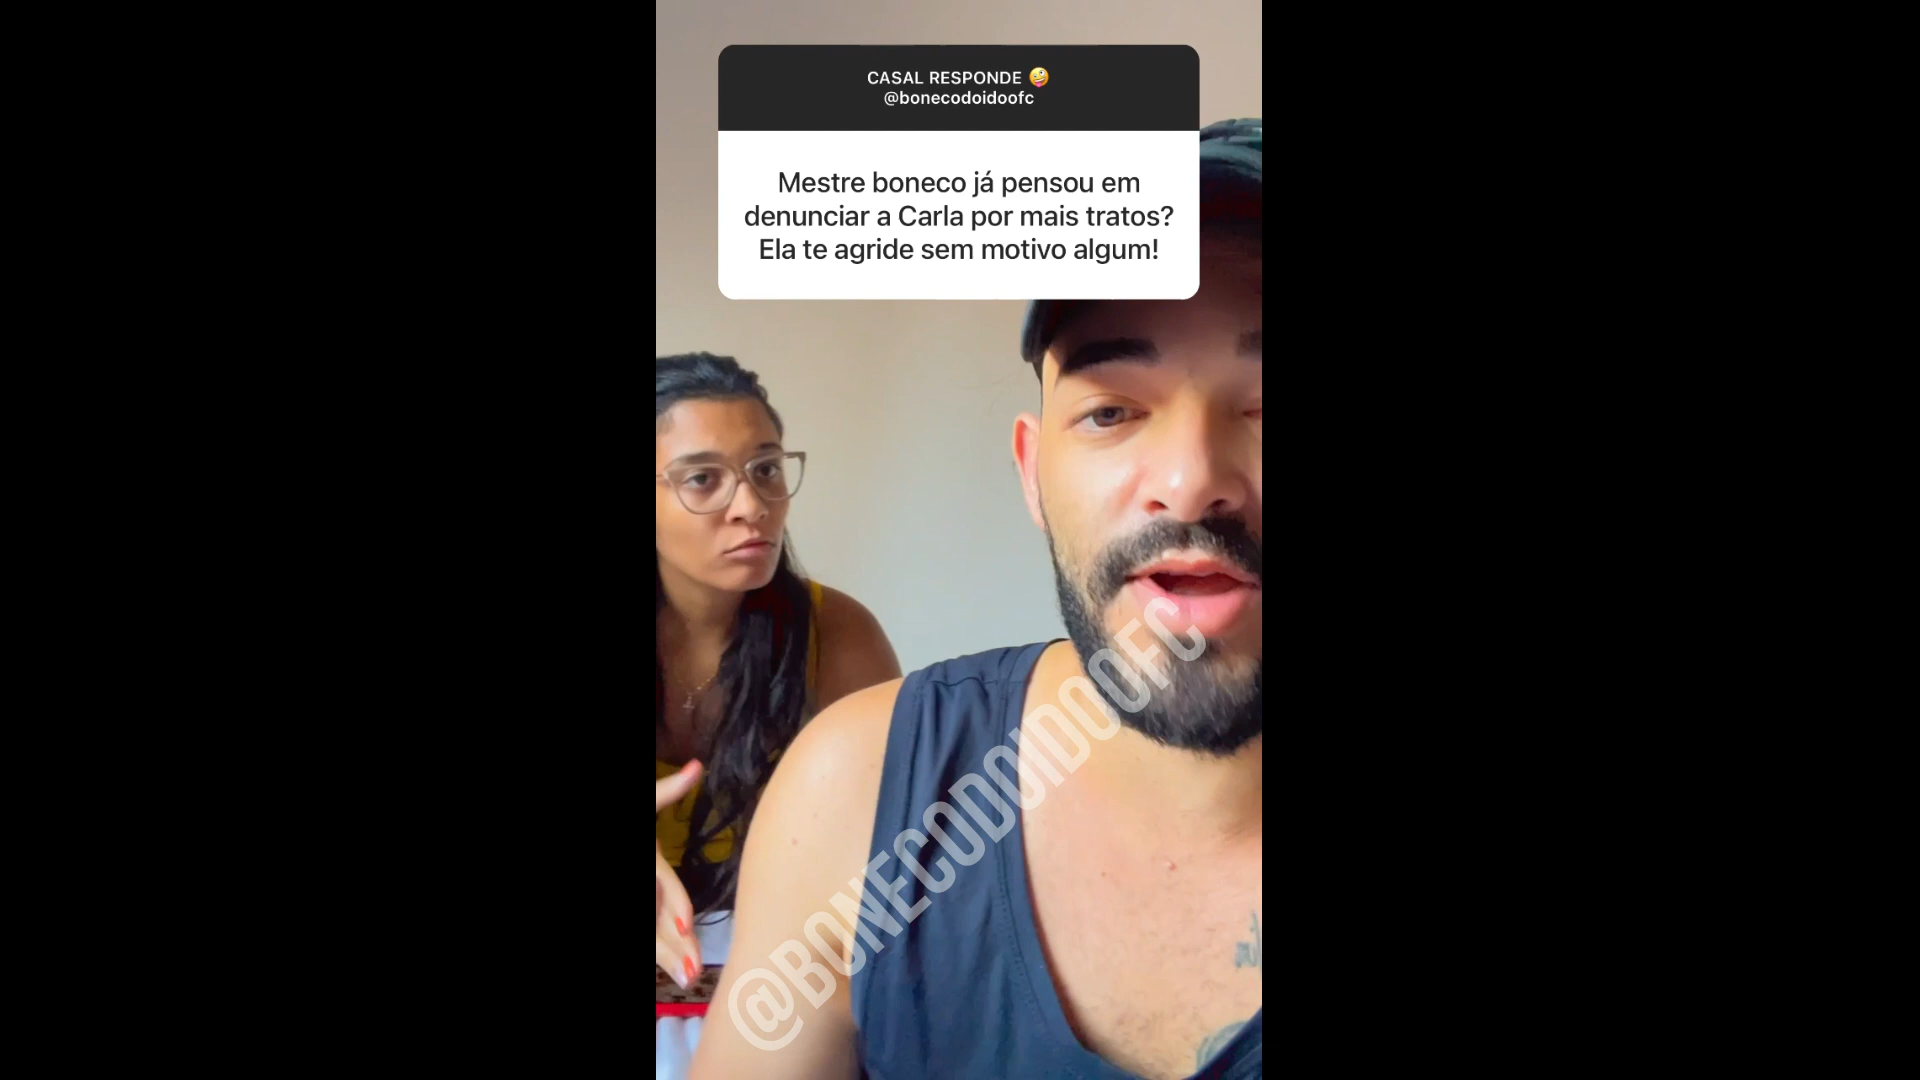 CASAL RESPONDE 🤪
@bonecodoidoofc
Mestre boneco já pensou em
denunciar a Carla por mais tratos?
Ela te agride sem motivo algum!
@BONECODOIDOOFC